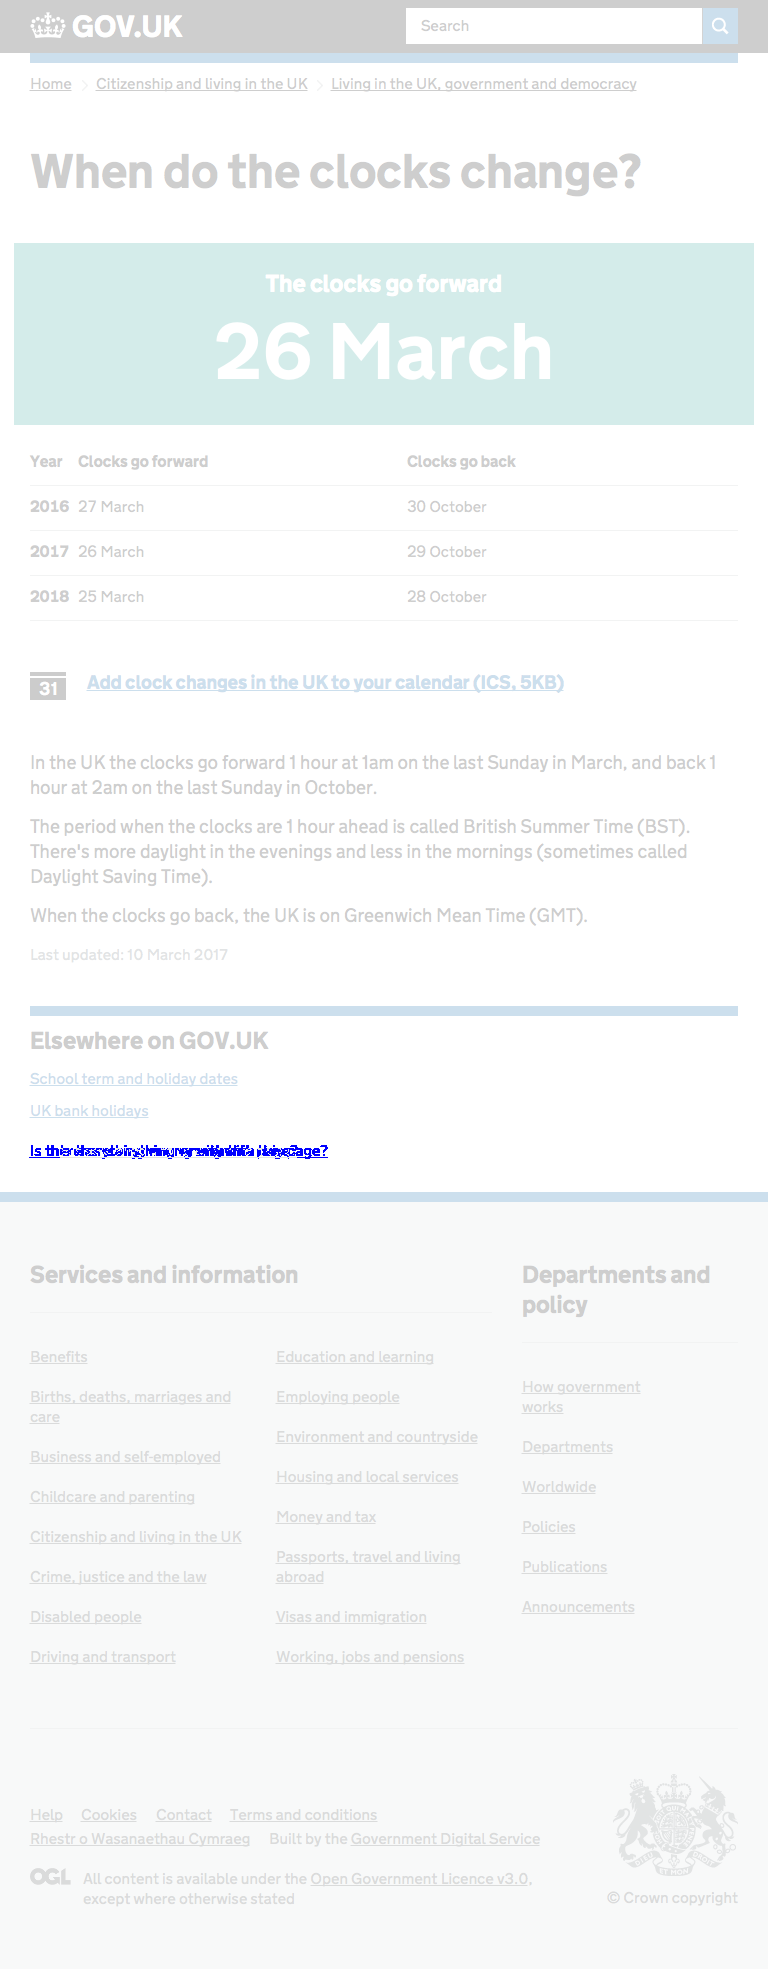 GOV.UK
Search
Home
Citizenship and living in the UK
Living in the UK, government and democracy
When do the clocks change?
The clocks go forward
26 March
Year Clocks go forward Clocks go back
2016 27 March 30 October
2017 26 March 29 October
2018 25 March 28 October
31 Add clock changes in the UK to your calendar (ICS, 5KB)
In the UK the clocks go forward 1 hour at 1am on the last Sunday in March, and back 1
hour at 2am on the last Sunday in October.
The period when the clocks are 1 hour ahead is called British Summer Time (BST).
There's more daylight in the evenings and less in the mornings (sometimes called
Daylight Saving Time).
When the clocks go back, the UK is on Greenwich Mean Time (GMT).
Last updated: 10 March 2017
Elsewhere on GOV.UK
School term and holiday dates
UK bank holidays
Services and information
Benefits
Births, deaths, marriages and
care
Business and self-employed
Childcare and parenting
Citizenship and living in the UK
Crime, justice and the law
Disabled people
Driving and transport
Education and learning
Employing people
Environment and countryside
Housing and local services
Money and tax
Passports, travel and living
abroad
Visas and immigration
Working, jobs and pensions
Departments and
policy
How government
works
Departments
Worldwide
Policies
Publications
Announcements
Help Cookies Contact Terms and conditions
Rhestr o Wasanaethau Cymraeg Built by the Government Digital Service
OGL All content is available under the Open Government Licence v3.0,
except where otherwise stated
© Crown copyright